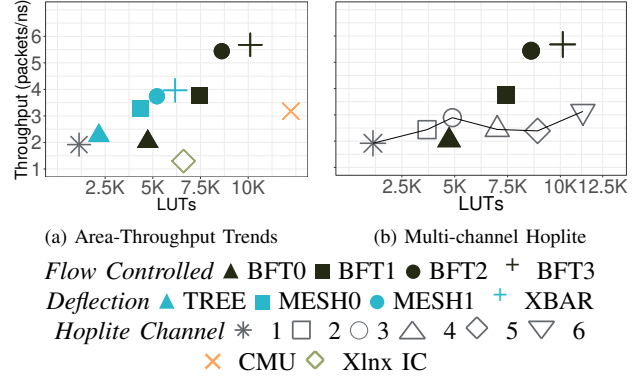 Throughput (packets/ns)
6
5
4
3
2
1
2.5K 5K 7.5K 10K
LUTs
2.5K 5K 7.5K 10K 12.5K
LUTs
(a) Area-Throughput Trends
(b) Multi-channel Hoplite
Flow Controlled BFT0 BFT1 BFT2 BFT3
Deflection TREE MESH0 MESH1 XBAR
Hoplite Channel 1 2 3 4 5 6
CMU Xlnx IC